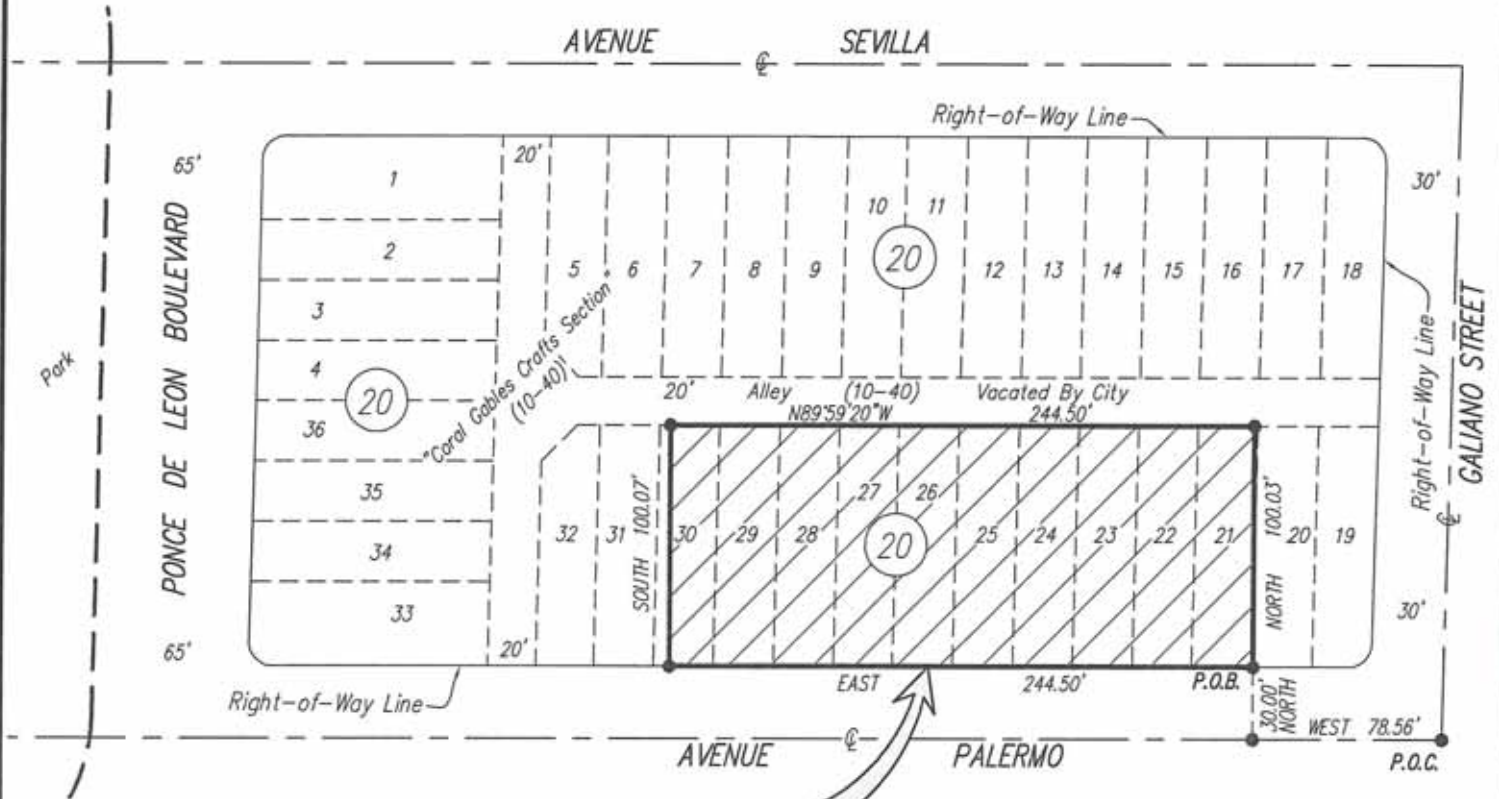 AVENUE ℄ SEVILLA
Right-of-Way Line
65' 20' 30'
1
10 11
2
20
5 6 7 8 9 12 13 14 15 16 17 18
3
PONCE DE LEON BOULEVARD
GALIANO STREET
℄
Right-of-Way Line
Park
4
20
"Coral Gables Crafts Section"
(10-40)
20' Alley (10-40) Vacated By City
N89°59'20"W 244.50'
36
35
27 26
32 31 30 29 28 20 25 24 23 22 21 20 19
SOUTH 100.07'
NORTH 100.03'
34
33
30'
65' 20'
EAST 244.50' P.O.B.
Right-of-Way Line
30.00'
NORTH
WEST 78.56'
AVENUE ℄ PALERMO
P.O.C.